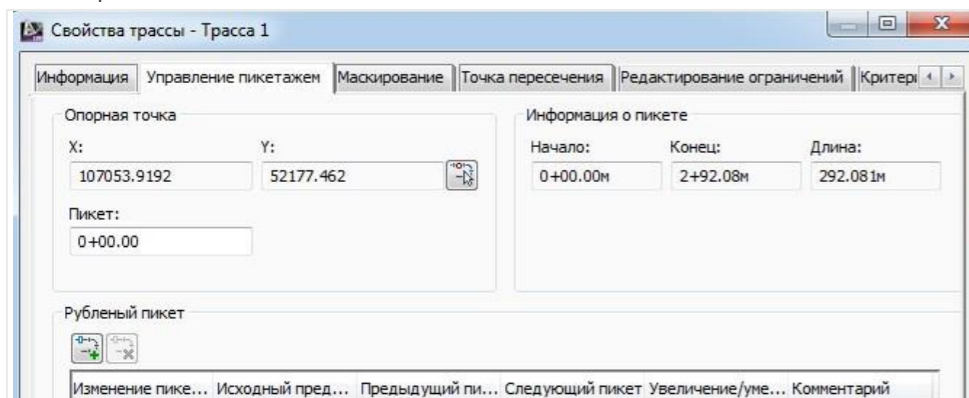 Свойства трассы - Трасса 1
Информация Управление пикетажем Маскирование Точка пересечения Редактирование ограничений Критери
Опорная точка Информация о пикете
X: Y: Начало: Конец: Длина:
107053.9192 52177.462 0+00.00м 2+92.08м 292.081м
Пикет:
0+00.00
Рубленый пикет
Изменение пике... Исходный пред... Предыдущий пи... Следующий пикет Увеличение/уме... Комментарий